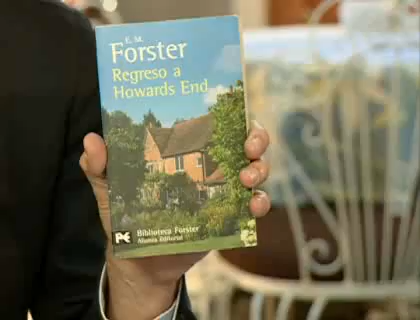 E. M.
Forster
Regreso a
Howards End
Biblioteca Forster
Alianza Editorial